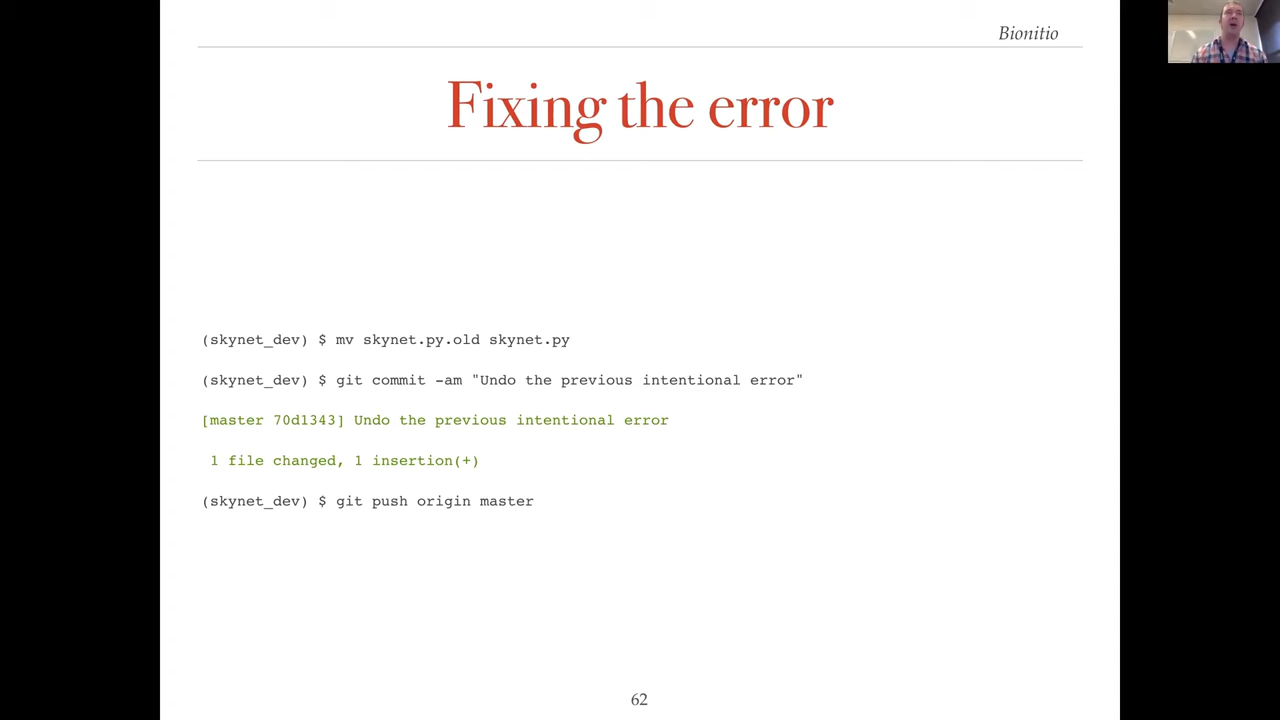 Bionitio
Fixing the error
(skynet_dev) $ mv skynet.py.old skynet.py
(skynet_dev) $ git commit -am "Undo the previous intentional error"
[master 70d1343] Undo the previous intentional error
1 file changed, 1 insertion(+)
(skynet_dev) $ git push origin master
62